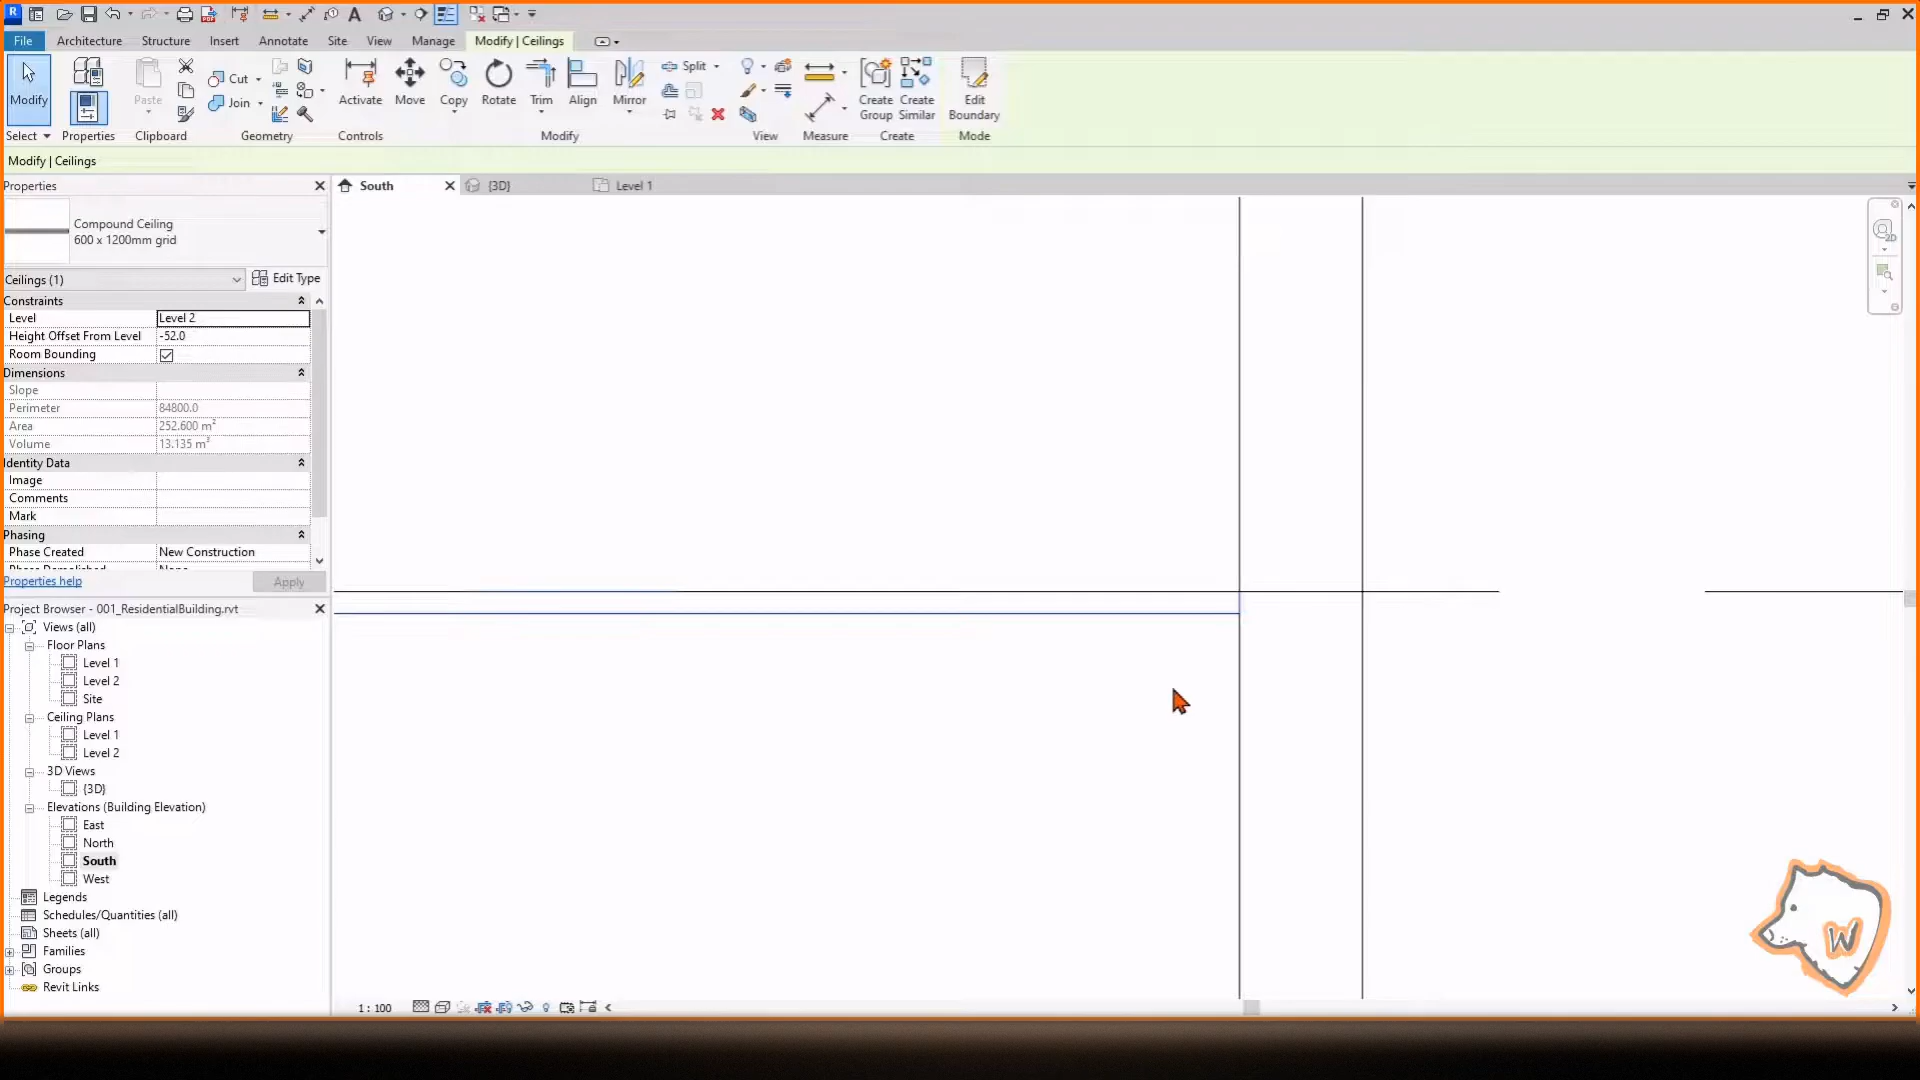 File Architecture Structure Insert Annotate Site View Manage Modify | Ceilings
Modify Paste Cut Join Activate Move Copy Rotate Trim Align Mirror Split Create Group Create Similar Edit Boundary
Select Properties Clipboard Geometry Controls Modify View Measure Create Mode
Modify | Ceilings
Properties
South {3D} Level 1
Compound Ceiling
600 x 1200mm grid
Ceilings (1) Edit Type
Constraints
Level Level 2
Height Offset From Level -52.0
Room Bounding
Dimensions
Slope
Perimeter 84800.0
Area 252.600 m²
Volume 13.135 m³
Identity Data
Image
Comments
Mark
Phasing
Phase Created New Construction
Phase Demolished None
Properties help Apply
Project Browser - 001_ResidentialBuilding.rvt
Views (all)
Floor Plans
Level 1
Level 2
Site
Ceiling Plans
Level 1
Level 2
3D Views
{3D}
Elevations (Building Elevation)
East
North
South
West
Legends
Schedules/Quantities (all)
Sheets (all)
Families
Groups
Revit Links
1 : 100
W